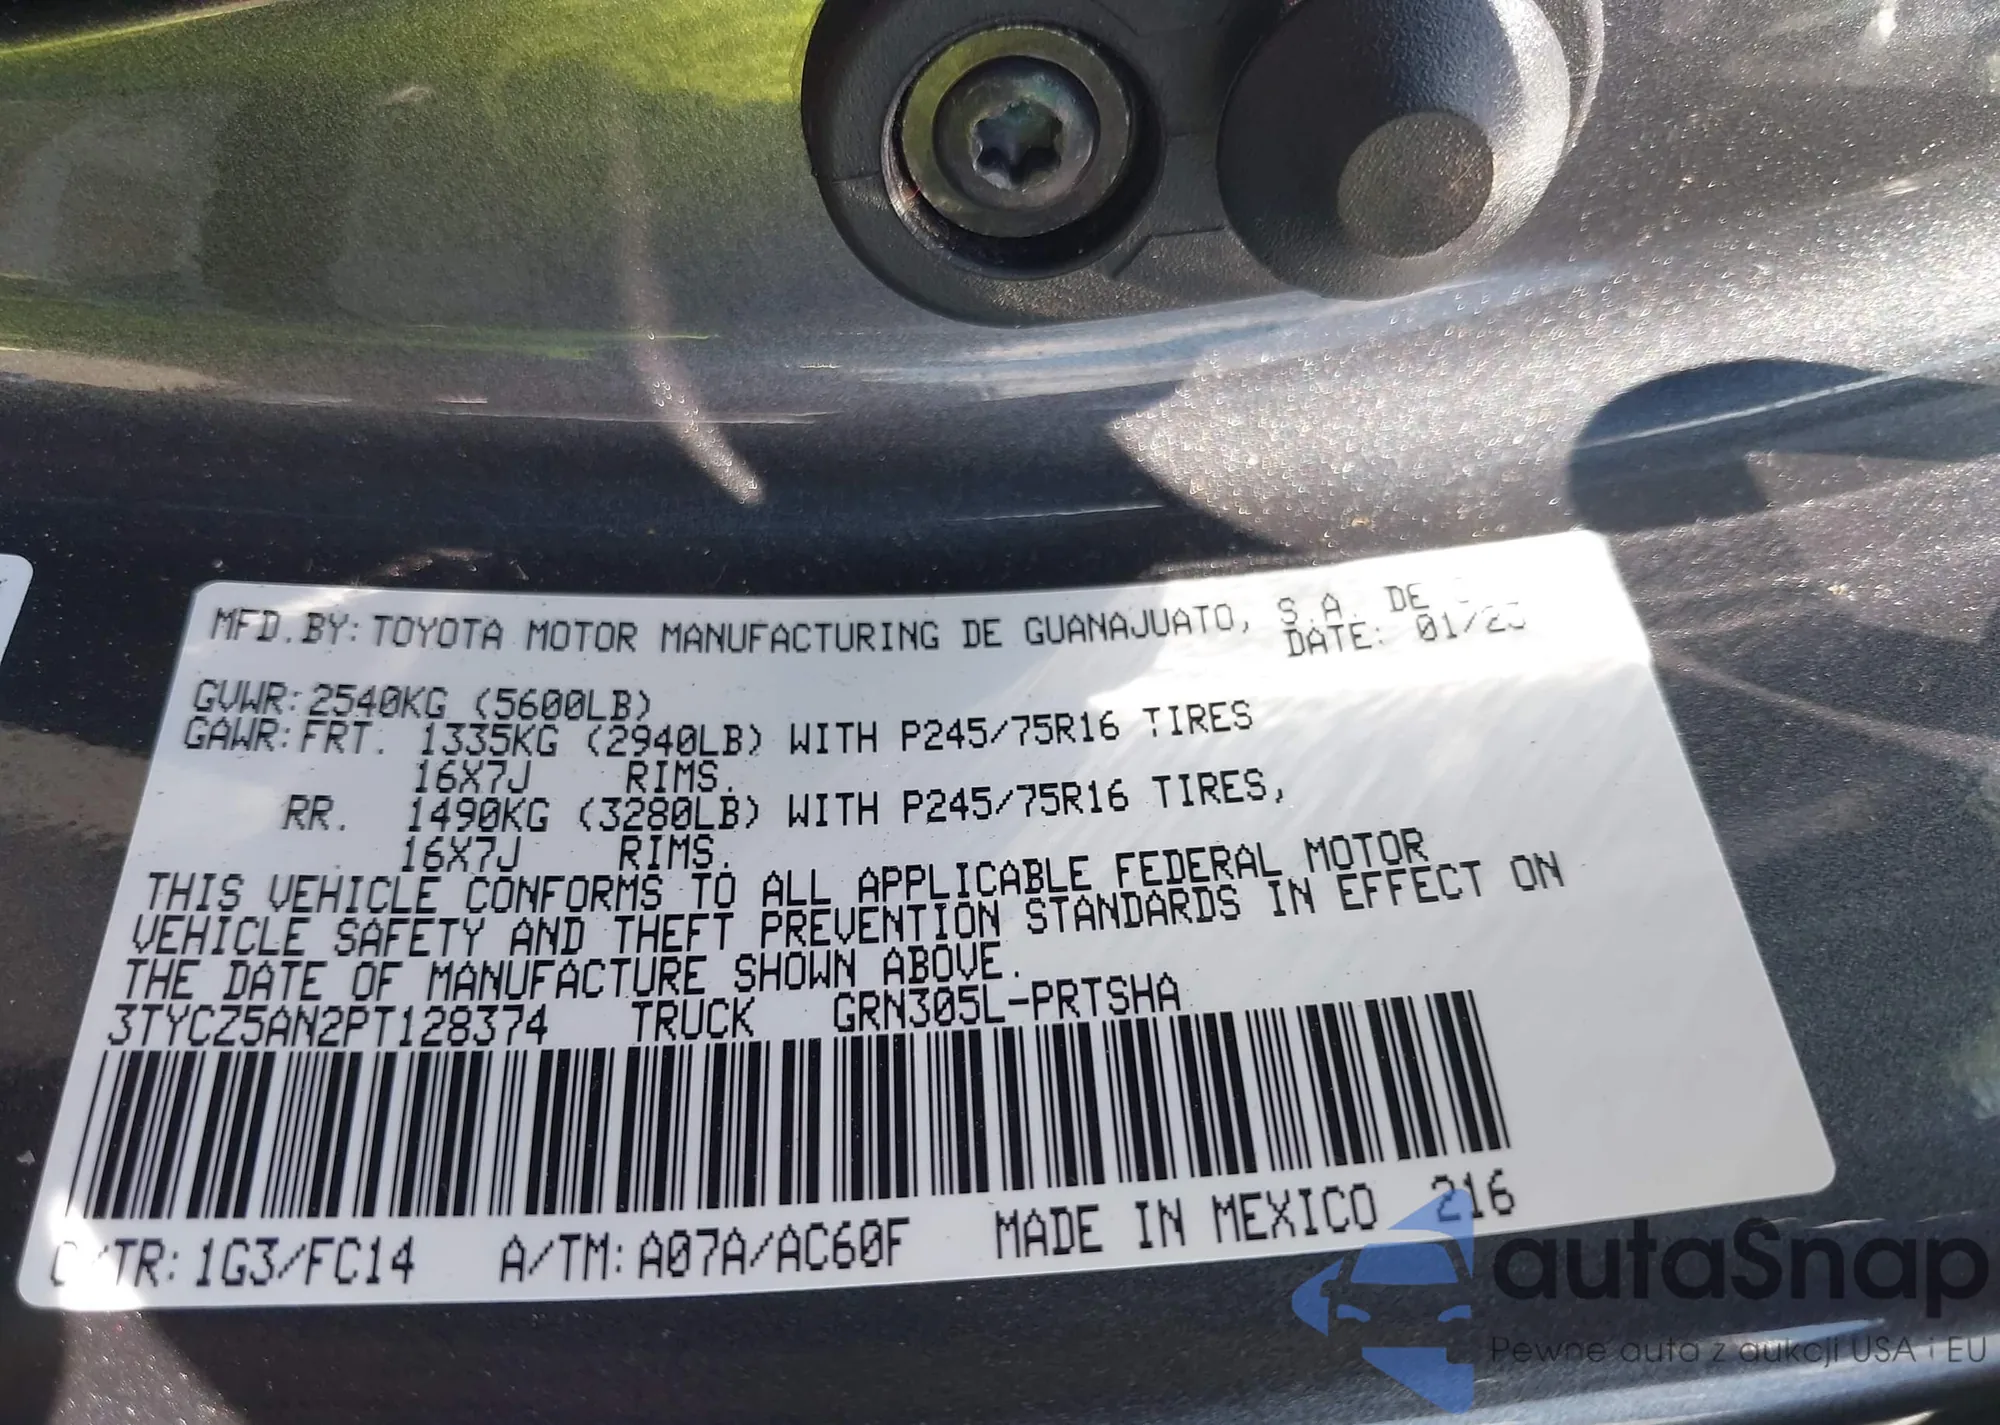 MFD.BY: TOYOTA MOTOR MANUFACTURING DE GUANAJUATO, S.A. DE
DATE: 01/23
GVWR: 2540KG (5600LB)
GAWR: FRT. 1335KG (2940LB) WITH P245/75R16 TIRES
16X7J RIMS.
RR. 1490KG (3280LB) WITH P245/75R16 TIRES,
16X7J RIMS.
THIS VEHICLE CONFORMS TO ALL APPLICABLE FEDERAL MOTOR
VEHICLE SAFETY AND THEFT PREVENTION STANDARDS IN EFFECT ON
THE DATE OF MANUFACTURE SHOWN ABOVE.
3TYCZ5AN2PT128374 TRUCK GRN305L-PRTSHA
C/TR: 1G3/FC14 A/TM: A07A/AC60F MADE IN MEXICO 216
autaSnap
Pewne auta z aukcji USA i EU